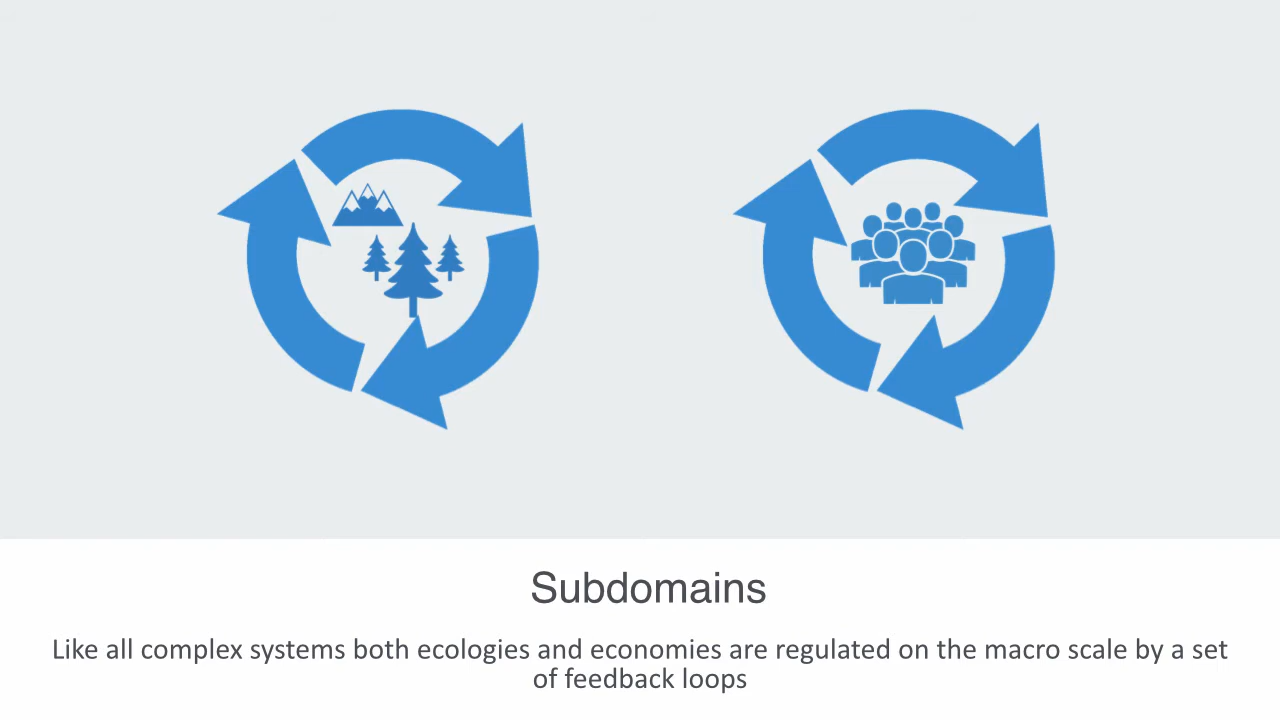 Subdomains
Like all complex systems both ecologies and economies are regulated on the macro scale by a set
of feedback loops